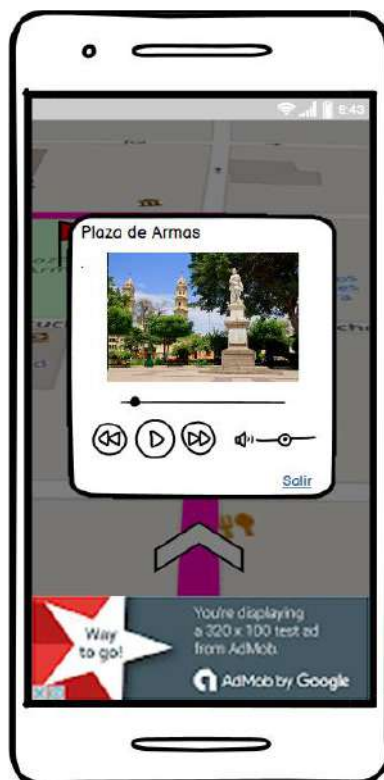 8:43
Plaza de Armas
Salir
Way
to go!
You're displaying
a 320 x 100 test ad
from AdMob.
AdMob by Google